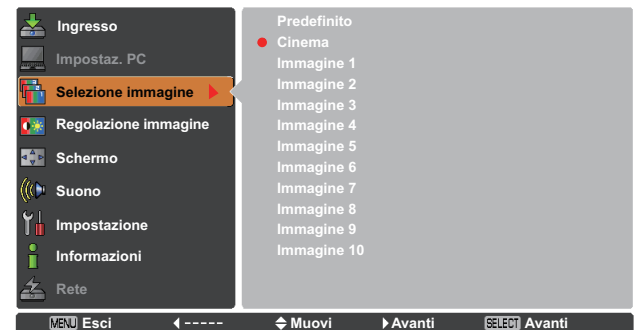 Ingresso
Impostaz. PC
Selezione immagine
Regolazione immagine
Schermo
Suono
Impostazione
Informazioni
Rete
Predefinito
Cinema
Immagine 1
Immagine 2
Immagine 3
Immagine 4
Immagine 5
Immagine 6
Immagine 7
Immagine 8
Immagine 9
Immagine 10
MENU Esci ----- Muovi Avanti SELECT Avanti